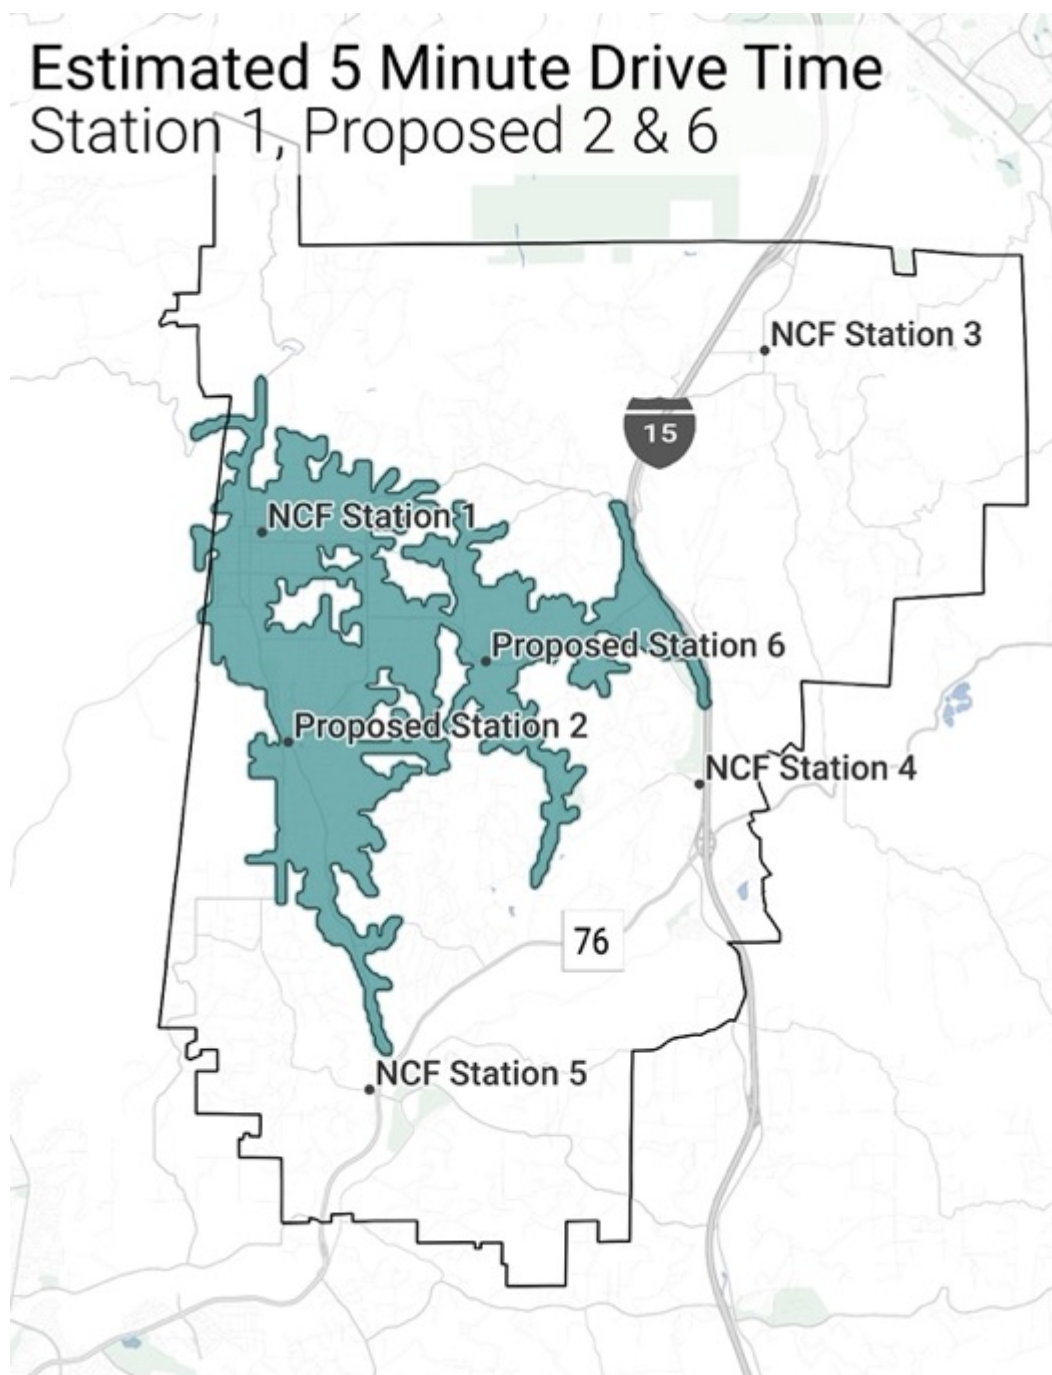 Estimated 5 Minute Drive Time
Station 1, Proposed 2 & 6
NCF Station 3
15
NCF Station 1
Proposed Station 6
Proposed Station 2
NCF Station 4
76
NCF Station 5